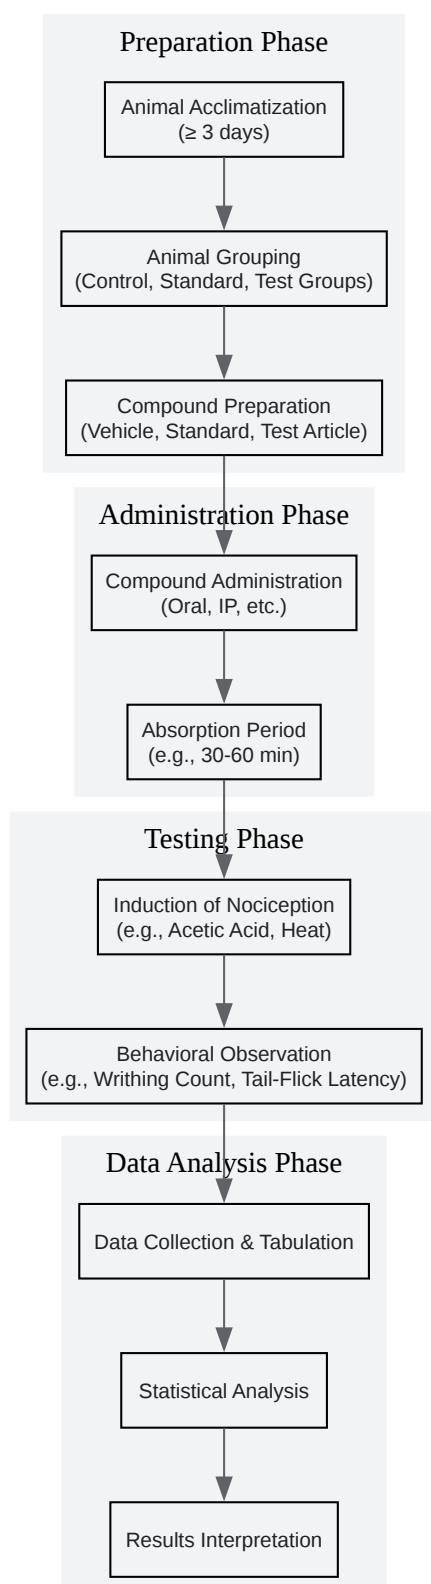 Preparation Phase
Animal Acclimatization
(≥ 3 days)
Animal Grouping
(Control, Standard, Test Groups)
Compound Preparation
(Vehicle, Standard, Test Article)
Administration Phase
Compound Administration
(Oral, IP, etc.)
Absorption Period
(e.g., 30-60 min)
Testing Phase
Induction of Nociception
(e.g., Acetic Acid, Heat)
Behavioral Observation
(e.g., Writhing Count, Tail-Flick Latency)
Data Analysis Phase
Data Collection & Tabulation
Statistical Analysis
Results Interpretation